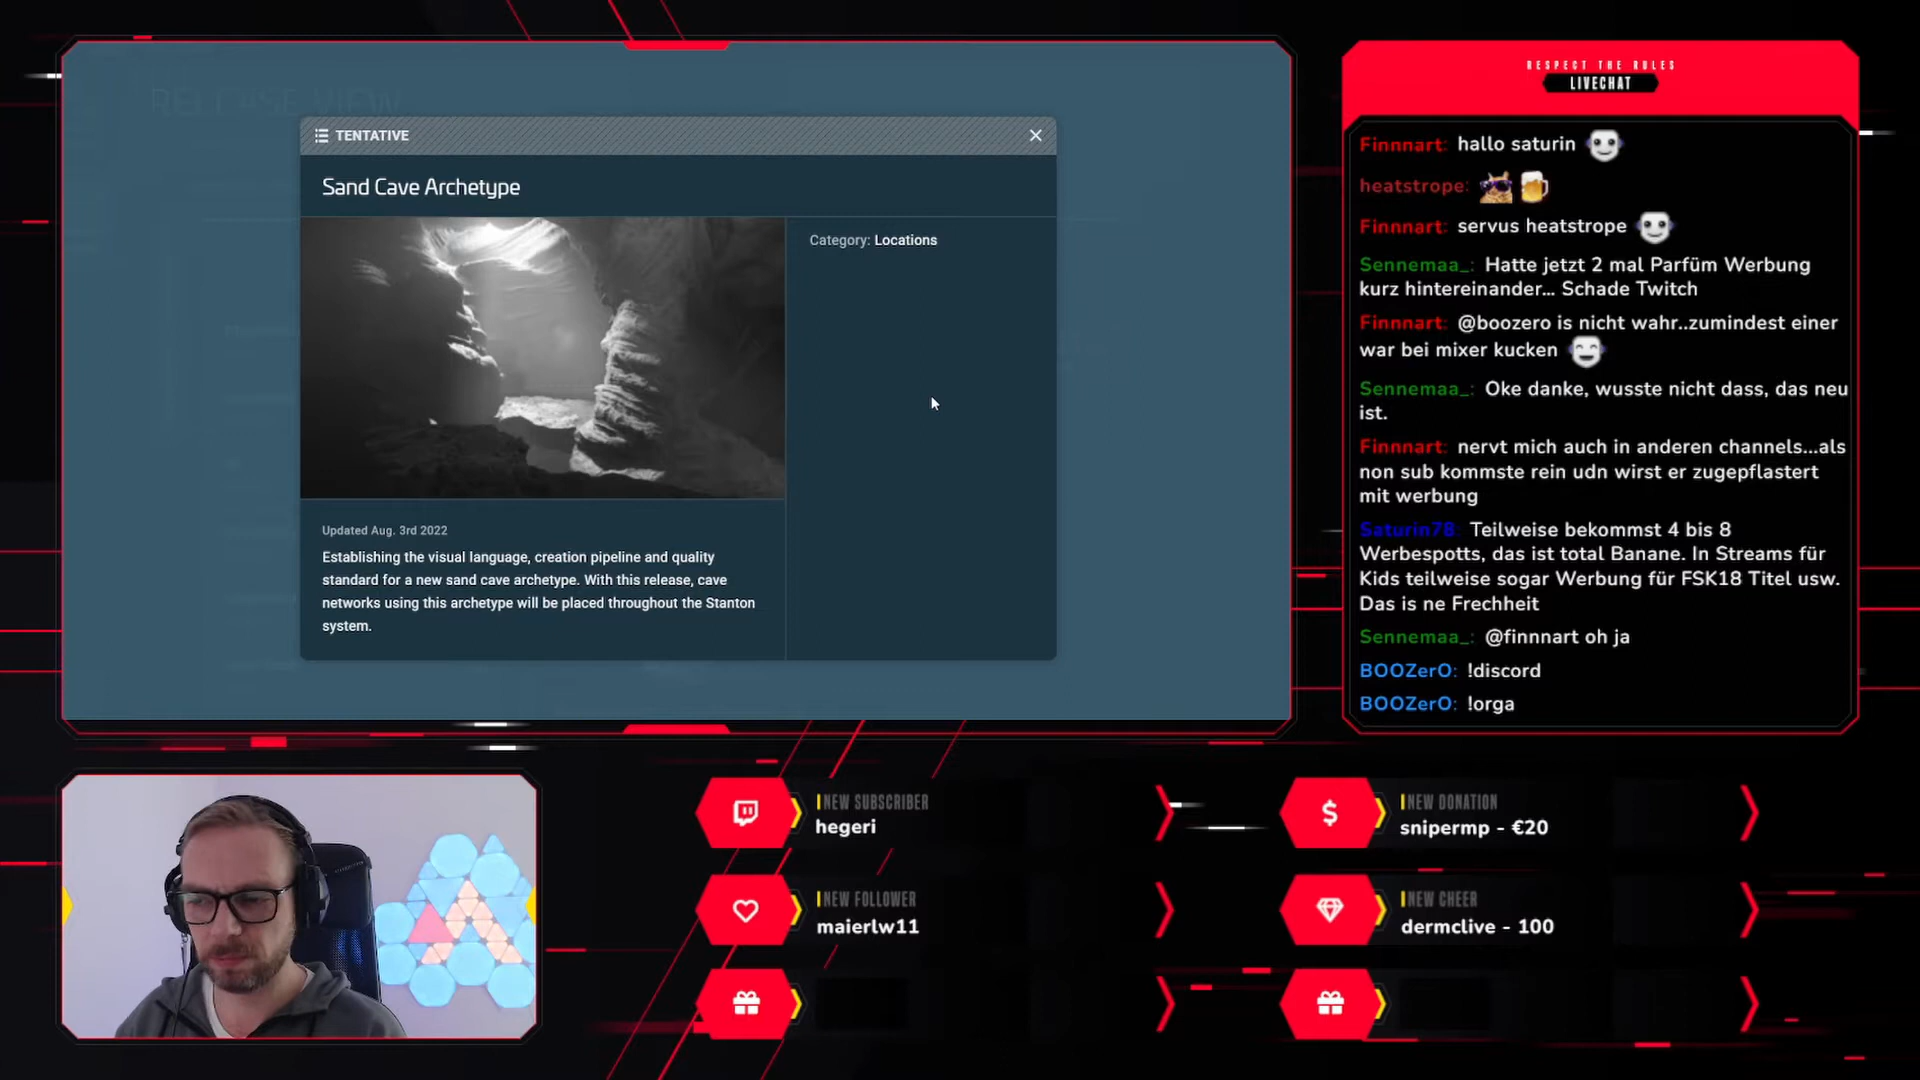 RELEASE VIEW
TENTATIVE
Sand Cave Archetype
Category: Locations
Updated Aug. 3rd 2022
Establishing the visual language, creation pipeline and quality
standard for a new sand cave archetype. With this release, cave
networks using this archetype will be placed throughout the Stanton
system.
RESPECT THE RULES
LIVECHAT
Finnnart: hallo saturin
heatstrope:
Finnnart: servus heatstrope
Sennemaa_: Hatte jetzt 2 mal Parfüm Werbung
kurz hintereinander... Schade Twitch
Finnnart: @boozero is nicht wahr..zumindest einer
war bei mixer kucken
Sennemaa_: Oke danke, wusste nicht dass, das neu
ist.
Finnnart: nervt mich auch in anderen channels...als
non sub kommste rein udn wirst er zugepflastert
mit werbung
Saturin78: Teilweise bekommst 4 bis 8
Werbespotts, das ist total Banane. In Streams für
Kids teilweise sogar Werbung für FSK18 Titel usw.
Das is ne Frechheit
Sennemaa_: @finnnart oh ja
BOOZerO: !discord
BOOZerO: !orga
NEW SUBSCRIBER
hegeri
NEW DONATION
snipermp - €20
NEW FOLLOWER
maierlw11
NEW CHEER
dermclive - 100